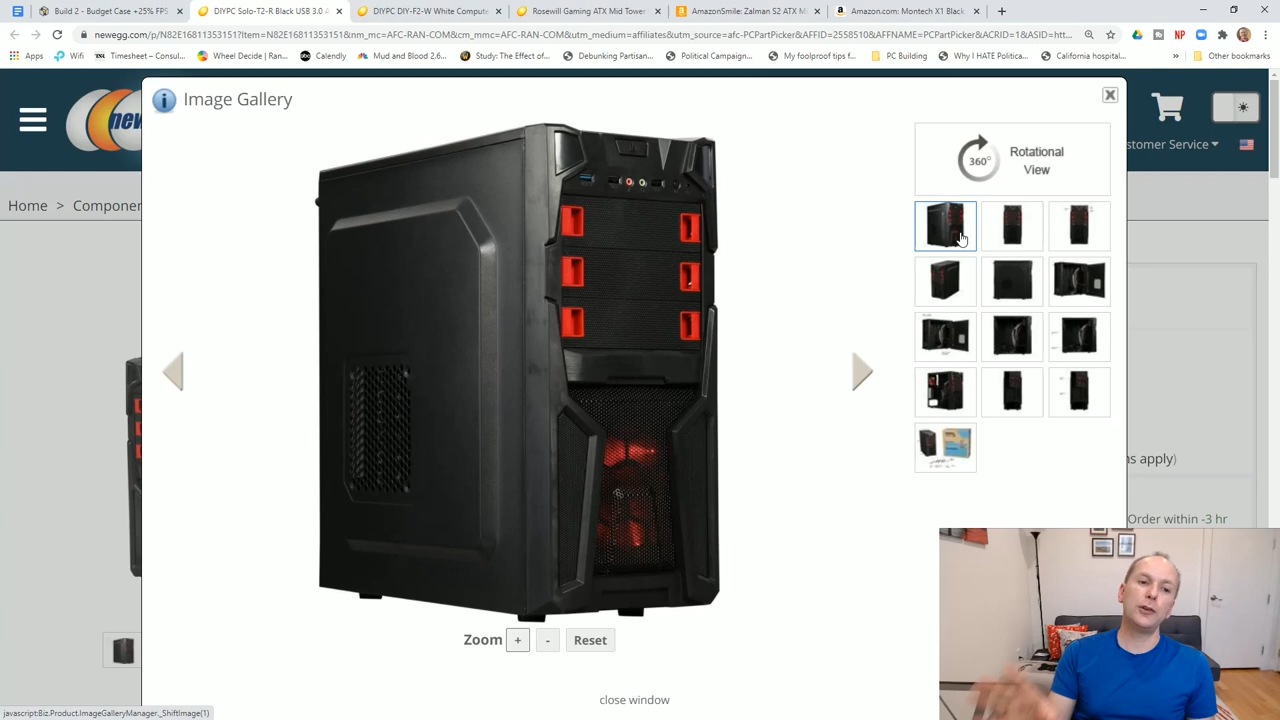 Build 2 - Budget Case +25% FPS
DIYPC Solo-T2-R Black USB 3.0 A
DIYPC DIY-F2-W White Compute
Rosewill Gaming ATX Mid Tower
AmazonSmile: Zalman S2 ATX M
Amazon.com: Montech X1 Black
newegg.com/p/N82E16811353151?Item=N82E16811353151&nm_mc=AFC-RAN-COM&cm_mmc=AFC-RAN-COM&utm_medium=affiliates&utm_source=afc-PCPartPicker&AFFID=2558510&AFFNAME=PCPartPicker&ACRID=1&ASID=htt...
Apps
Wifi
Timesheet – Consul...
Wheel Decide | Ran...
Calendly
Mud and Blood 2.6...
Study: The Effect of...
Debunking Partisan...
Political Campaign...
My foolproof tips f...
PC Building
Why I HATE Politica...
California hospital...
»
Other bookmarks
NP
new
Image Gallery
360°
Rotational
View
stomer Service
Home > Componen
ns apply)
Order within -3 hr
Zoom + - Reset
close window
javascript:Biz.Product.ImageGalleryManager._ShiftImage(1)